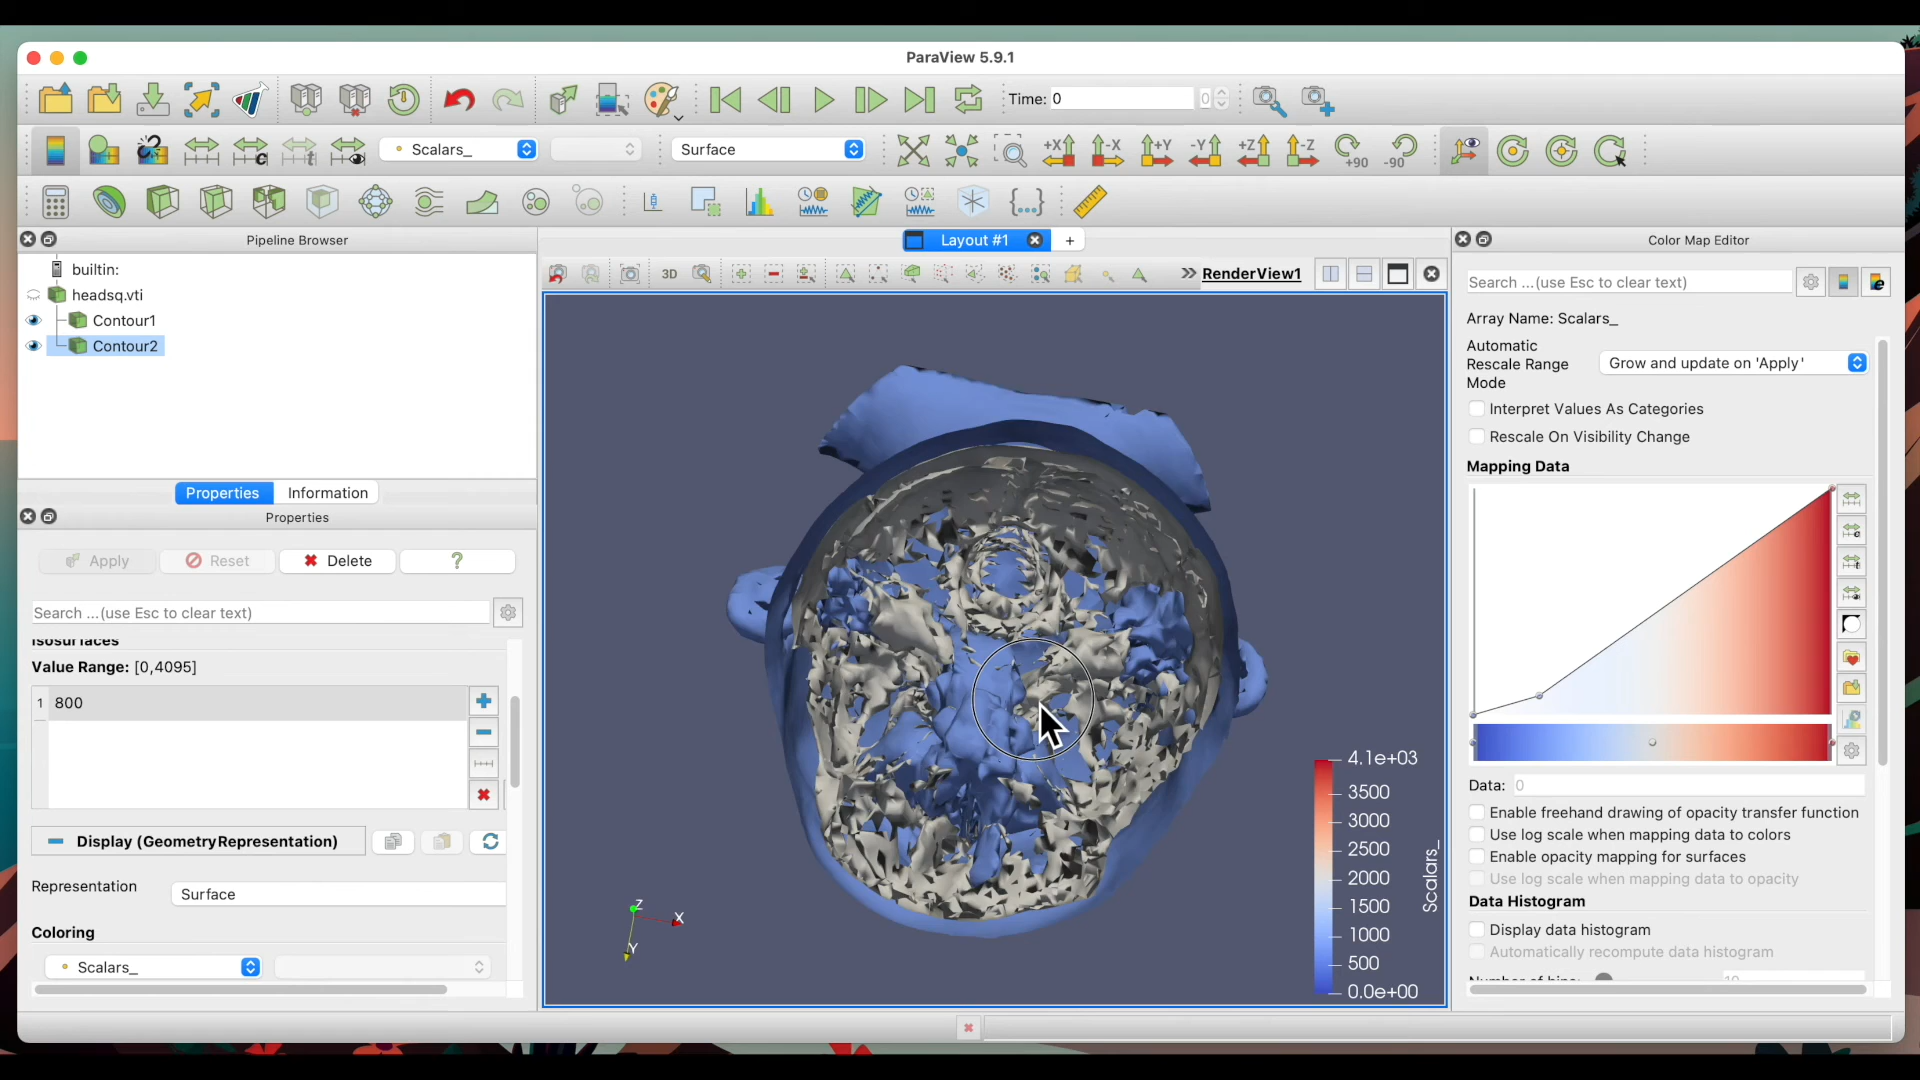 ParaView 5.9.1
Time: 0
0
Scalars_
Surface
+X
-X
+Y
-Y
+Z
-Z
+90
-90
Pipeline Browser
builtin:
headsq.vti
Contour1
Contour2
Properties
Information
Properties
Apply
Reset
Delete
?
Search ...(use Esc to clear text)
Isosurfaces
Value Range: [0,4095]
1 800
Display (GeometryRepresentation)
Representation
Surface
Coloring
Scalars_
Layout #1
+
3D
RenderView1
Z
X
Y
4.1e+03
3500
3000
2500
2000
1500
1000
500
0.0e+00
Scalars_
Color Map Editor
Search ...(use Esc to clear text)
Array Name: Scalars_
Automatic
Rescale Range
Mode
Grow and update on 'Apply'
Interpret Values As Categories
Rescale On Visibility Change
Mapping Data
Data: 0
Enable freehand drawing of opacity transfer function
Use log scale when mapping data to colors
Enable opacity mapping for surfaces
Use log scale when mapping data to opacity
Data Histogram
Display data histogram
Automatically recompute data histogram
Number of bins:
10